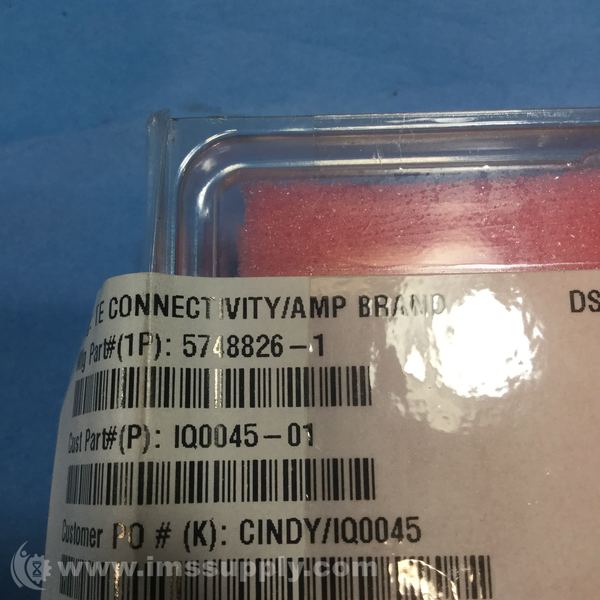 TE CONNECTIVITY/AMP BRAND DS
Mfg Part#(1P): 5748826-1
Cust Part#(P): IQ0045-01
Customer PO # (K): CINDY/IQ0045
www.imssupply.com